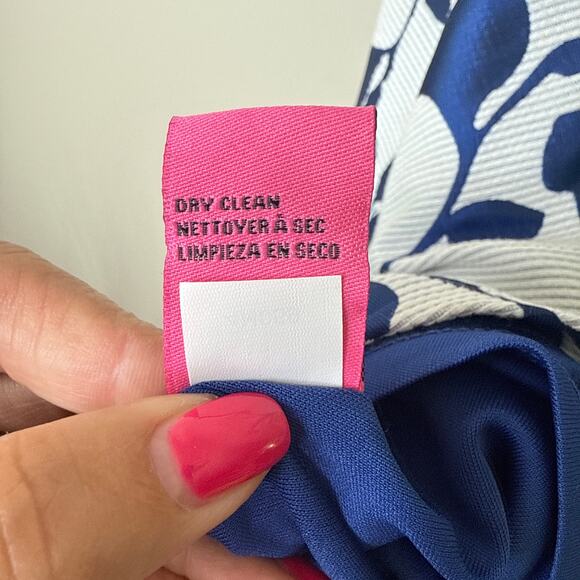 DRY CLEAN
NETTOYER À SEC
LIMPIEZA EN SECO